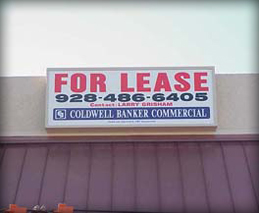 FOR LEASE
928-486-6405
Contact: LARRY GRISHAM
COLDWELL BANKER COMMERCIAL